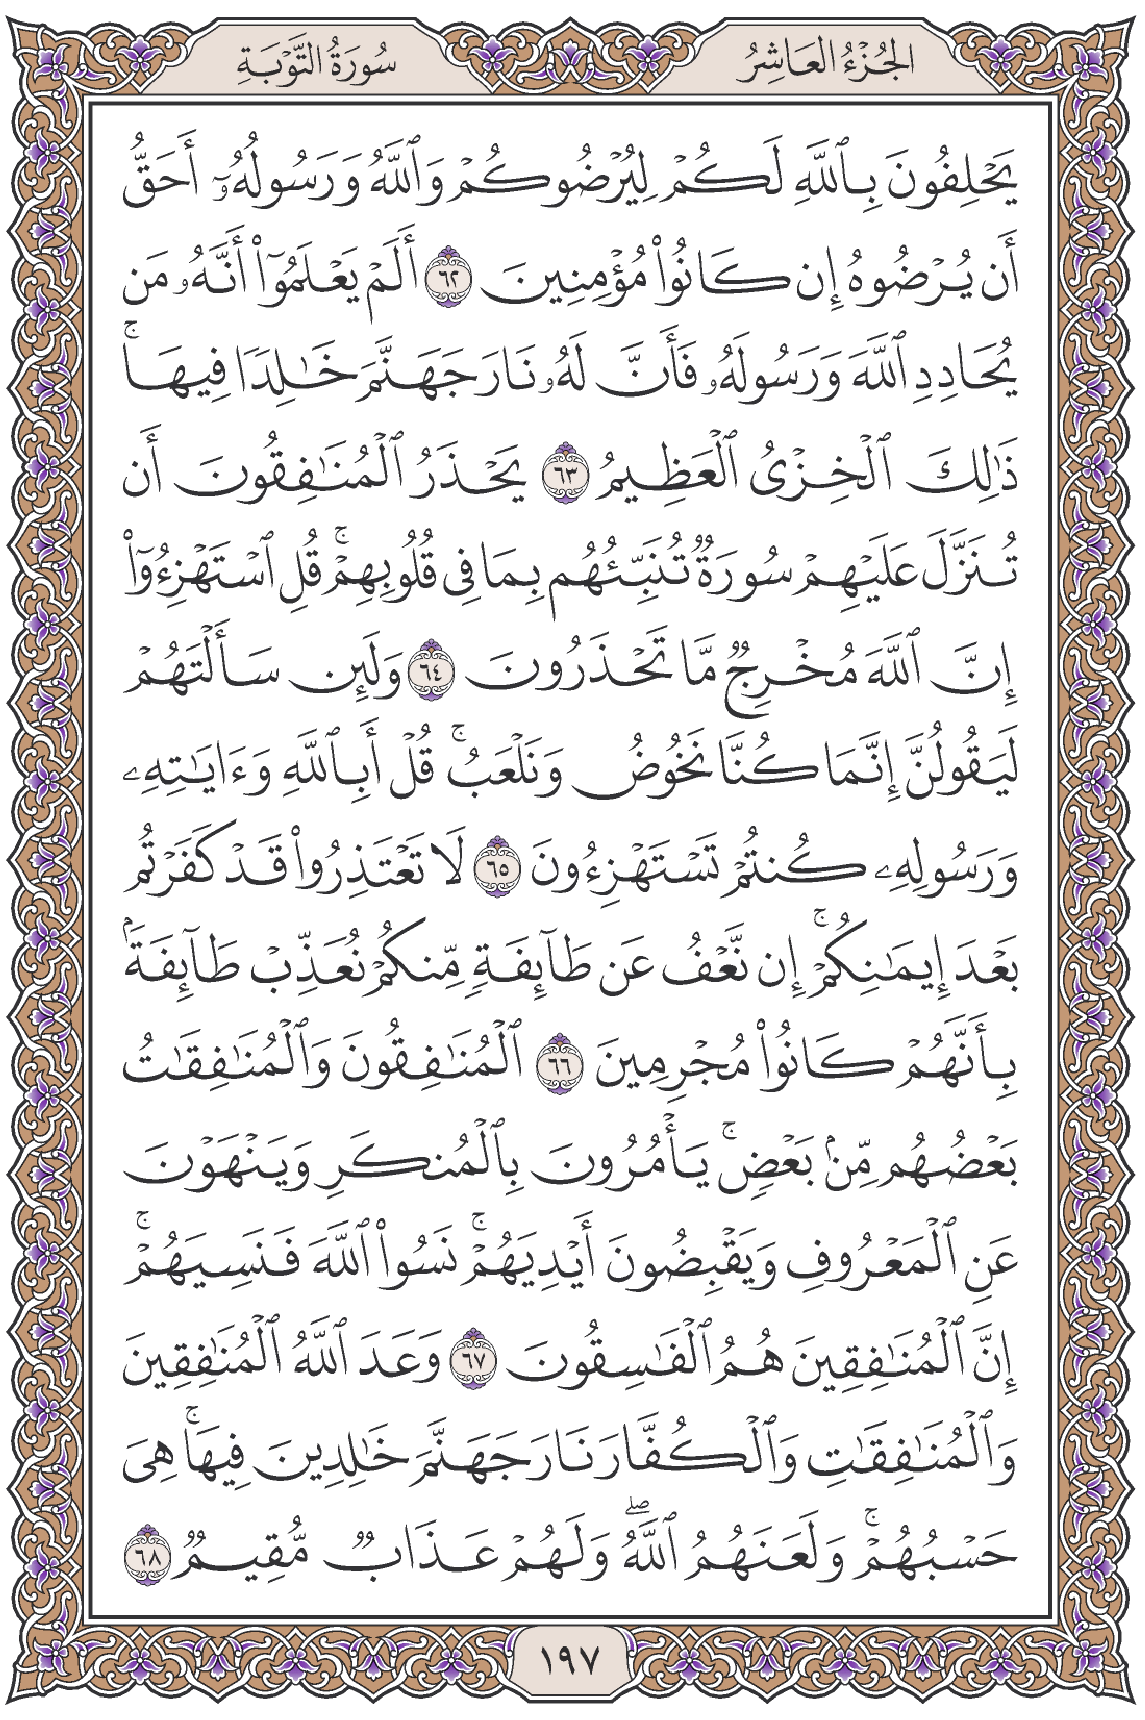 الجُزْءُ العَاشِرُ
سُورَةُ التَّوْبَةِ
يَحْلِفُونَ بِٱللَّهِ لَكُمْ لِيُرْضُوكُمْ وَٱللَّهُ وَرَسُولُهُۥٓ أَحَقُّ
أَن يُرْضُوهُ إِن كَانُوا۟ مُؤْمِنِينَ ٦٢ أَلَمْ يَعْلَمُوٓا۟ أَنَّهُۥ مَن
يُحَادِدِ ٱللَّهَ وَرَسُولَهُۥ فَأَنَّ لَهُۥ نَارَ جَهَنَّمَ خَٰلِدًا فِيهَا ۚ
ذَٰلِكَ ٱلْخِزْىُ ٱلْعَظِيمُ ٦٣ يَحْذَرُ ٱلْمُنَٰفِقُونَ أَن
تُنَزَّلَ عَلَيْهِمْ سُورَةٌ تُنَبِّئُهُم بِمَا فِى قُلُوبِهِمْ ۚ قُلِ ٱسْتَهْزِءُوٓا۟
إِنَّ ٱللَّهَ مُخْرِجٌ مَّا تَحْذَرُونَ ٦٤ وَلَئِن سَأَلْتَهُمْ
لَيَقُولُنَّ إِنَّمَا كُنَّا نَخُوضُ وَنَلْعَبُ ۚ قُلْ أَبِٱللَّهِ وَءَايَٰتِهِۦ
وَرَسُولِهِۦ كُنتُمْ تَسْتَهْزِءُونَ ٦٥ لَا تَعْتَذِرُوا۟ قَدْ كَفَرْتُم
بَعْدَ إِيمَٰنِكُمْ ۚ إِن نَّعْفُ عَن طَآئِفَةٍ مِّنكُمْ نُعَذِّبْ طَآئِفَةًۢ
بِأَنَّهُمْ كَانُوا۟ مُجْرِمِينَ ٦٦ ٱلْمُنَٰفِقُونَ وَٱلْمُنَٰفِقَٰتُ
بَعْضُهُم مِّنۢ بَعْضٍ ۚ يَأْمُرُونَ بِٱلْمُنكَرِ وَيَنْهَوْنَ
عَنِ ٱلْمَعْرُوفِ وَيَقْبِضُونَ أَيْدِيَهُمْ ۚ نَسُوا۟ ٱللَّهَ فَنَسِيَهُمْ ۚ
إِنَّ ٱلْمُنَٰفِقِينَ هُمُ ٱلْفَٰسِقُونَ ٦٧ وَعَدَ ٱللَّهُ ٱلْمُنَٰفِقِينَ
وَٱلْمُنَٰفِقَٰتِ وَٱلْكُفَّارَ نَارَ جَهَنَّمَ خَٰلِدِينَ فِيهَا ۚ هِىَ
حَسْبُهُمْ ۚ وَلَعَنَهُمُ ٱللَّهُ ۖ وَلَهُمْ عَذَابٌ مُّقِيمٌ ٦٨
١٩٧